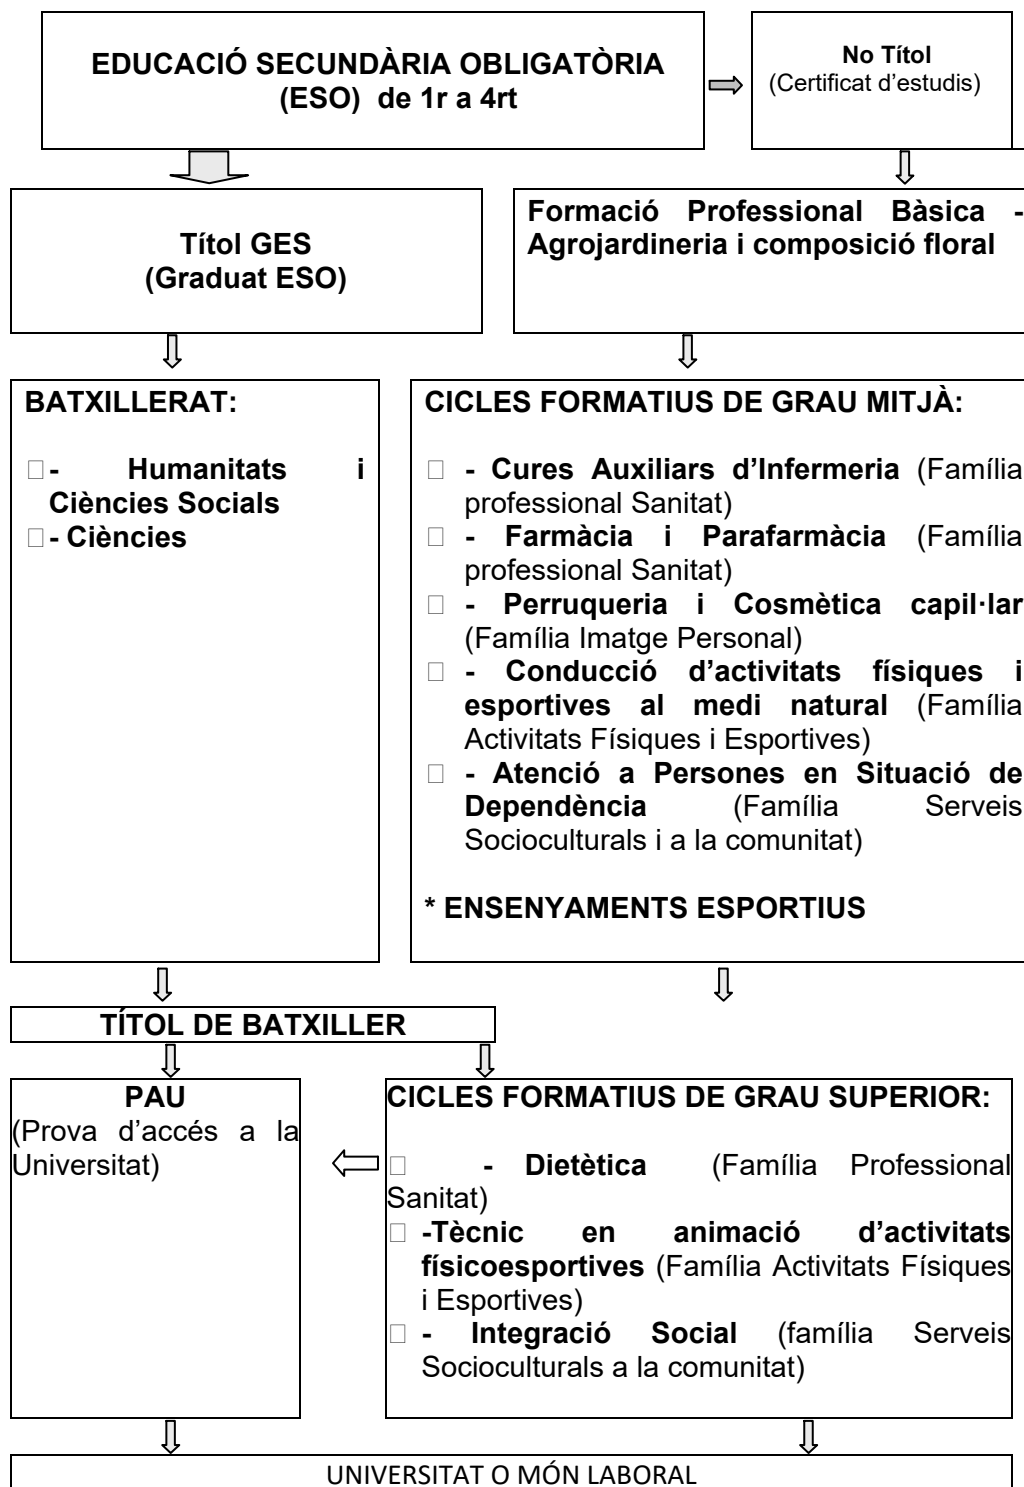 EDUCACIÓ SECUNDÀRIA OBLIGATÒRIA
(ESO) de 1r a 4rt
No Títol
(Certificat d'estudis)
Títol GES
(Graduat ESO)
Formació Professional Bàsica -
Agrojardineria i composició floral
BATXILLERAT:
- Humanitats i
Ciències Socials
- Ciències
CICLES FORMATIUS DE GRAU MITJÀ:
- Cures Auxiliars d'Infermeria (Família
professional Sanitat)
- Farmàcia i Parafarmàcia (Família
professional Sanitat)
- Perruqueria i Cosmètica capil·lar
(Família Imatge Personal)
- Conducció d'activitats físiques i
esportives al medi natural (Família
Activitats Físiques i Esportives)
- Atenció a Persones en Situació de
Dependència (Família Serveis
Socioculturals i a la comunitat)
* ENSENYAMENTS ESPORTIUS
TÍTOL DE BATXILLER
PAU
(Prova d'accés a la
Universitat)
CICLES FORMATIUS DE GRAU SUPERIOR:
- Dietètica (Família Professional
Sanitat)
-Tècnic en animació d'activitats
físicoesportives (Família Activitats Físiques
i Esportives)
- Integració Social (família Serveis
Socioculturals a la comunitat)
UNIVERSITAT O MÓN LABORAL